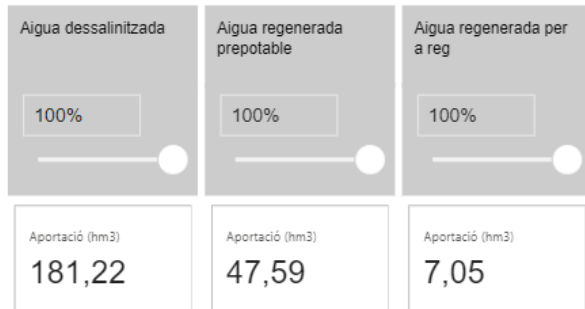 Aigua dessalinitzada
100%
Aportació (hm3)
181,22
Aigua regenerada
prepotable
100%
Aportació (hm3)
47,59
Aigua regenerada per
a reg
100%
Aportació (hm3)
7,05